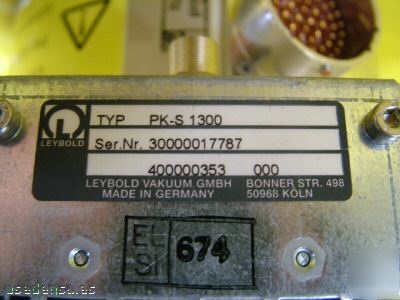 TYP PK-S 1300
LEYBOLD
Ser.Nr. 30000017787
400000353 000
LEYBOLD VAKUUM GMBH BONNER STR. 498
MADE IN GERMANY 50968 KÖLN
674